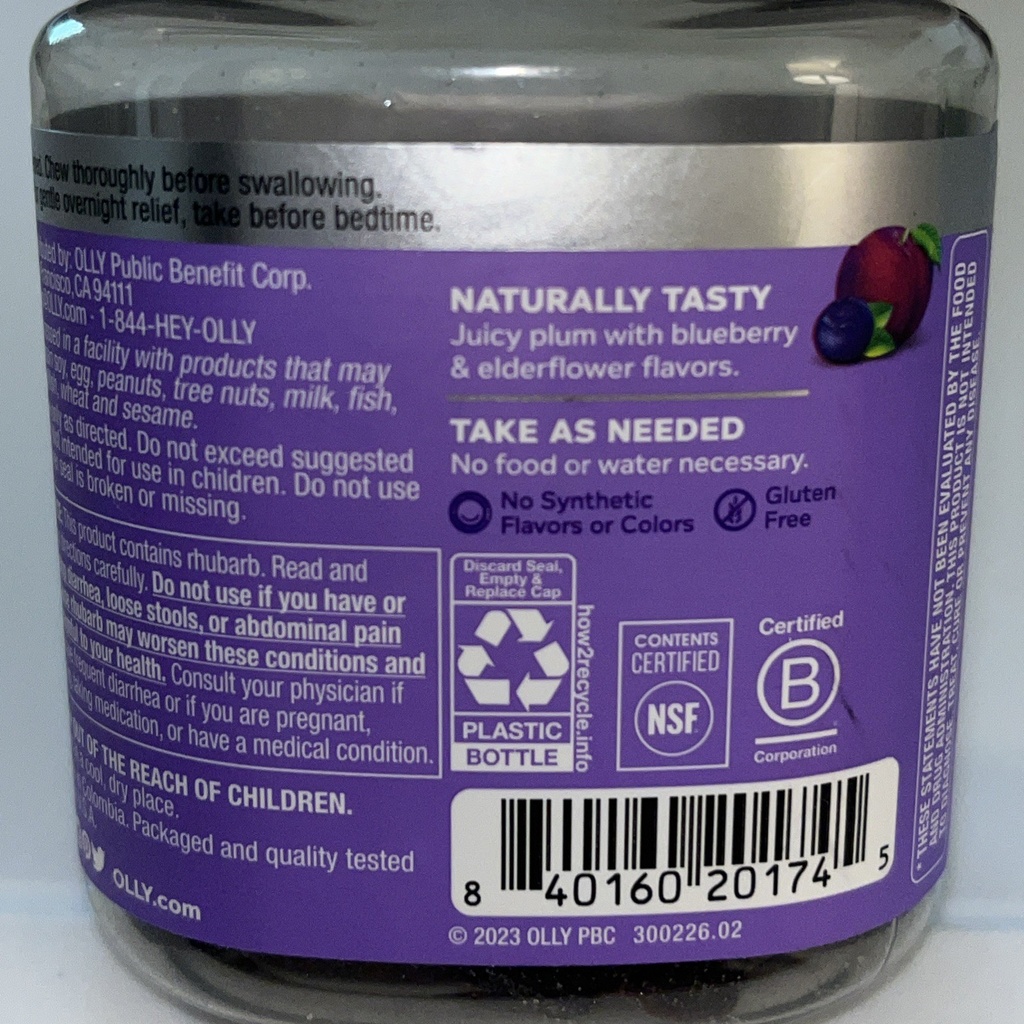 Chew thoroughly before swallowing.
gentle overnight relief, take before bedtime.
by: OLLY Public Benefit Corp.
CA 94111
OLLY.com · 1-844-HEY-OLLY
in a facility with products that may
soy, egg, peanuts, tree nuts, milk, fish,
wheat and sesame.
as directed. Do not exceed suggested
intended for use in children. Do not use
seal is broken or missing.
This product contains rhubarb. Read and
carefully. Do not use if you have or
diarrhea, loose stools, or abdominal pain
rhubarb may worsen these conditions and
to your health. Consult your physician if
frequent diarrhea or if you are pregnant,
taking medication, or have a medical condition.
OUT OF THE REACH OF CHILDREN.
a cool, dry place.
Colombia. Packaged and quality tested
OLLY.com
NATURALLY TASTY
Juicy plum with blueberry
& elderflower flavors.
TAKE AS NEEDED
No food or water necessary.
No Synthetic
Flavors or Colors
Gluten
Free
Discard Seal,
Empty &
Replace Cap
PLASTIC
BOTTLE
how2recycle.info
CONTENTS
CERTIFIED
NSF
Certified
B
Corporation
8 40160 20174 5
© 2023 OLLY PBC 300226.02
* THESE STATEMENTS HAVE NOT BEEN EVALUATED BY THE FOOD
AND DRUG ADMINISTRATION. THIS PRODUCT IS NOT INTENDED
TO DIAGNOSE, TREAT, CURE OR PREVENT ANY DISEASE.